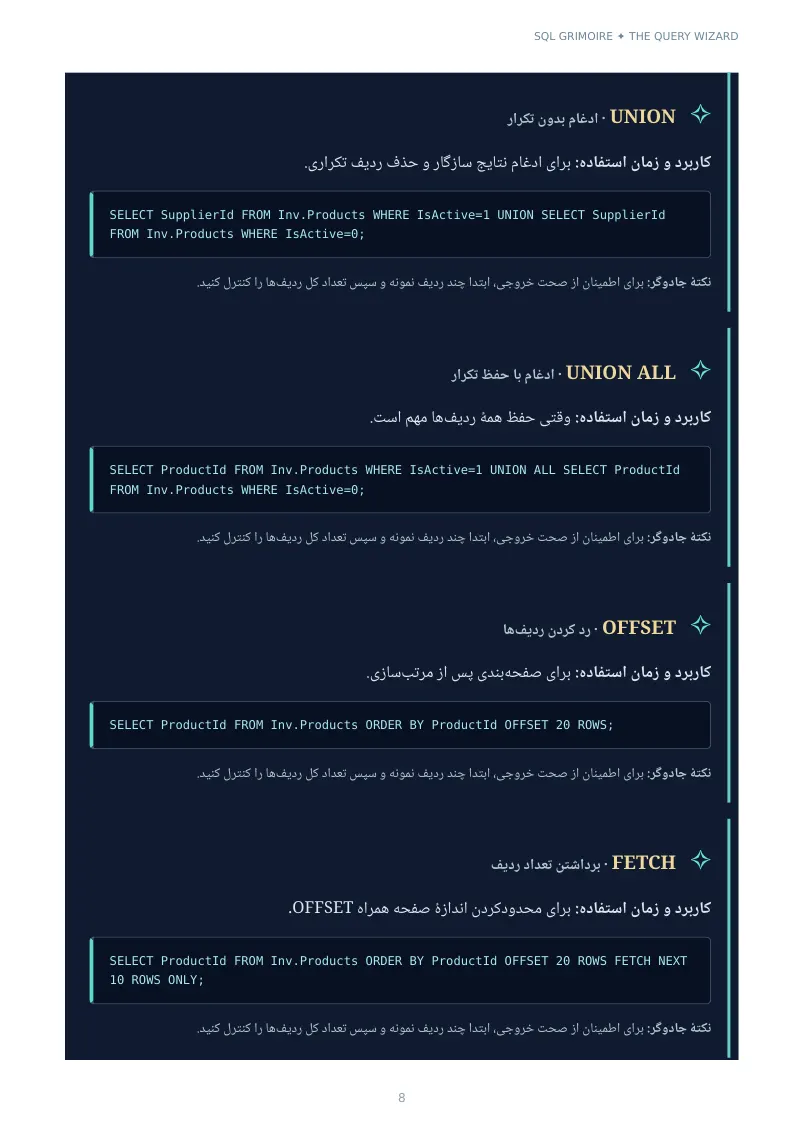 SQL GRIMOIRE ✦ THE QUERY WIZARD
✧ UNION · ادغام بدون تکرار
کاربرد و زمان استفاده: برای ادغام نتایج سازگار و حذف ردیف تکراری.
SELECT SupplierId FROM Inv.Products WHERE IsActive=1 UNION SELECT SupplierId
FROM Inv.Products WHERE IsActive=0;
نکتهٔ جادوگر: برای اطمینان از صحت خروجی، ابتدا چند ردیف نمونه و سپس تعداد کل ردیف‌ها را کنترل کنید.
✧ UNION ALL · ادغام با حفظ تکرار
کاربرد و زمان استفاده: وقتی حفظ همهٔ ردیف‌ها مهم است.
SELECT ProductId FROM Inv.Products WHERE IsActive=1 UNION ALL SELECT ProductId
FROM Inv.Products WHERE IsActive=0;
نکتهٔ جادوگر: برای اطمینان از صحت خروجی، ابتدا چند ردیف نمونه و سپس تعداد کل ردیف‌ها را کنترل کنید.
✧ OFFSET · رد کردن ردیف‌ها
کاربرد و زمان استفاده: برای صفحه‌بندی پس از مرتب‌سازی.
SELECT ProductId FROM Inv.Products ORDER BY ProductId OFFSET 20 ROWS;
نکتهٔ جادوگر: برای اطمینان از صحت خروجی، ابتدا چند ردیف نمونه و سپس تعداد کل ردیف‌ها را کنترل کنید.
✧ FETCH · برداشتن تعداد ردیف
کاربرد و زمان استفاده: برای محدودکردن اندازهٔ صفحه همراه OFFSET.
SELECT ProductId FROM Inv.Products ORDER BY ProductId OFFSET 20 ROWS FETCH NEXT
10 ROWS ONLY;
نکتهٔ جادوگر: برای اطمینان از صحت خروجی، ابتدا چند ردیف نمونه و سپس تعداد کل ردیف‌ها را کنترل کنید.
8